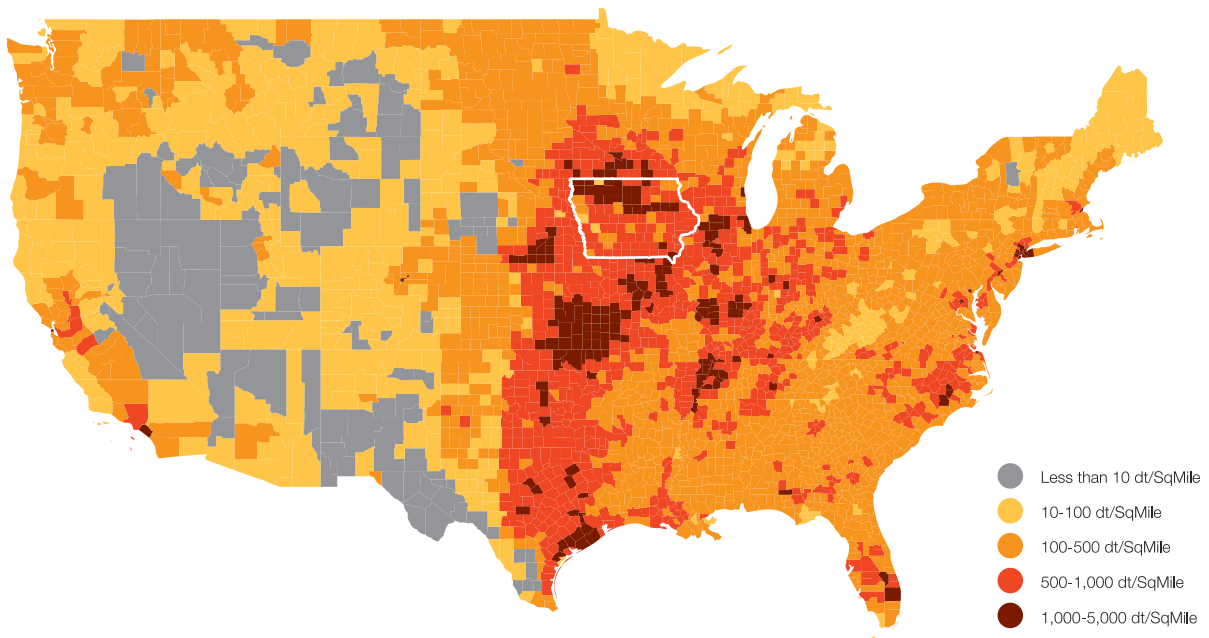 Less than 10 dt/SqMile
10-100 dt/SqMile
100-500 dt/SqMile
500-1,000 dt/SqMile
1,000-5,000 dt/SqMile